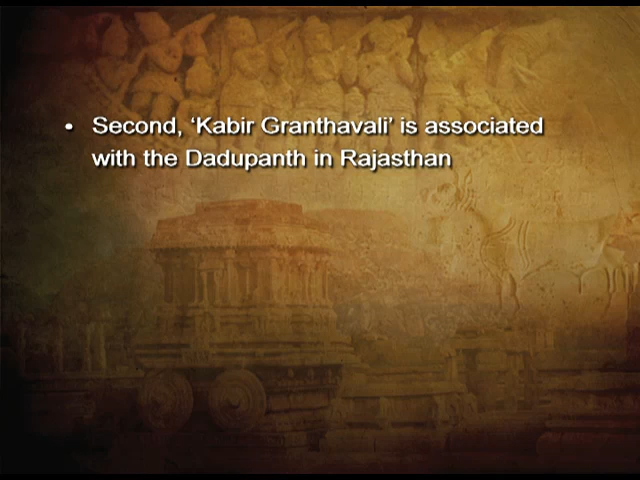 • Second, ‘Kabir Granthavali’ is associated
with the Dadupanth in Rajasthan